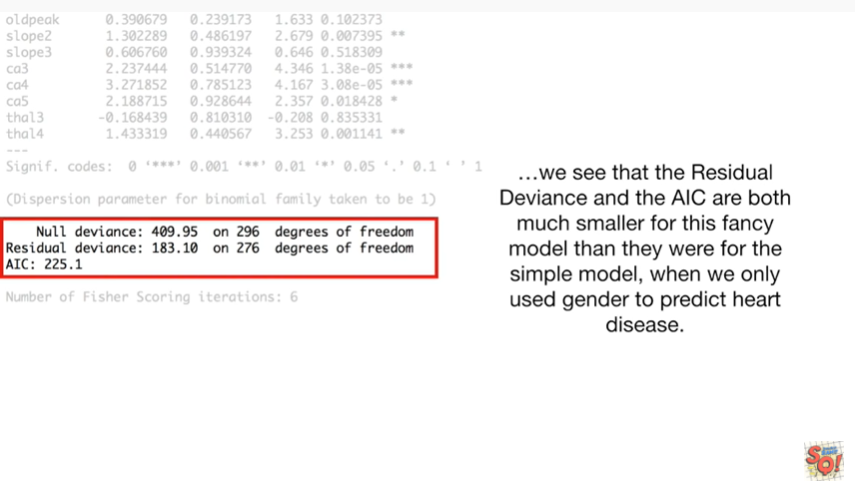 oldpeak 0.390679 0.239173 1.633 0.102373
slope2 1.302289 0.486197 2.679 0.007395 **
slope3 0.606760 0.939324 0.646 0.518309
ca3 2.237444 0.514770 4.346 1.38e-05 ***
ca4 3.271852 0.785123 4.167 3.08e-05 ***
ca5 2.188715 0.928644 2.357 0.018428 *
thal3 -0.168439 0.810310 -0.208 0.835331
thal4 1.433319 0.440567 3.253 0.001141 **
---
Signif. codes: 0 ‘***’ 0.001 ‘**’ 0.01 ‘*’ 0.05 ‘.’ 0.1 ‘ ’ 1
(Dispersion parameter for binomial family taken to be 1)
Null deviance: 409.95 on 296 degrees of freedom
Residual deviance: 183.10 on 276 degrees of freedom
AIC: 225.1
Number of Fisher Scoring iterations: 6
...we see that the Residual
Deviance and the AIC are both
much smaller for this fancy
model than they were for the
simple model, when we only
used gender to predict heart
disease.
SQ!